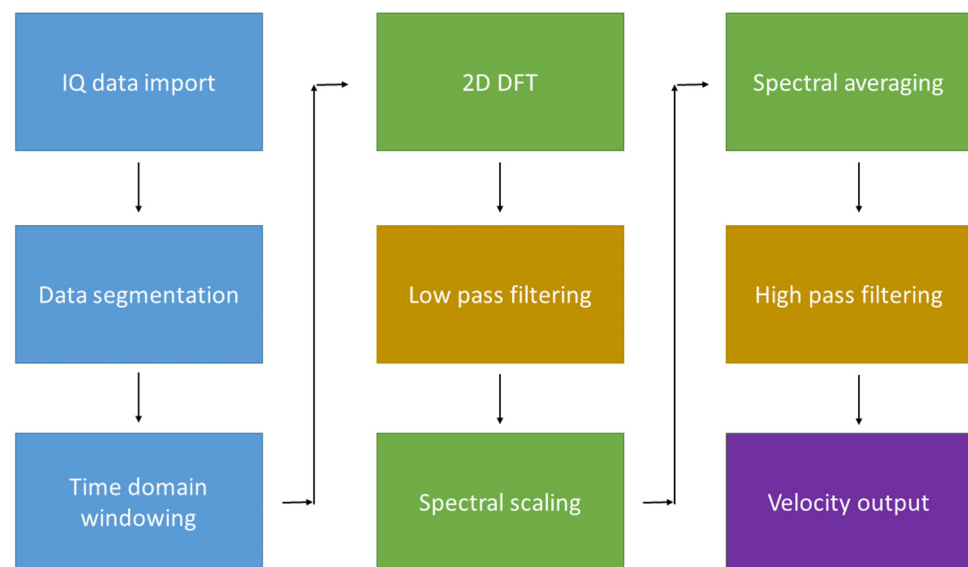 IQ data import
Data segmentation
Time domain
windowing
2D DFT
Low pass filtering
Spectral scaling
Spectral averaging
High pass filtering
Velocity output